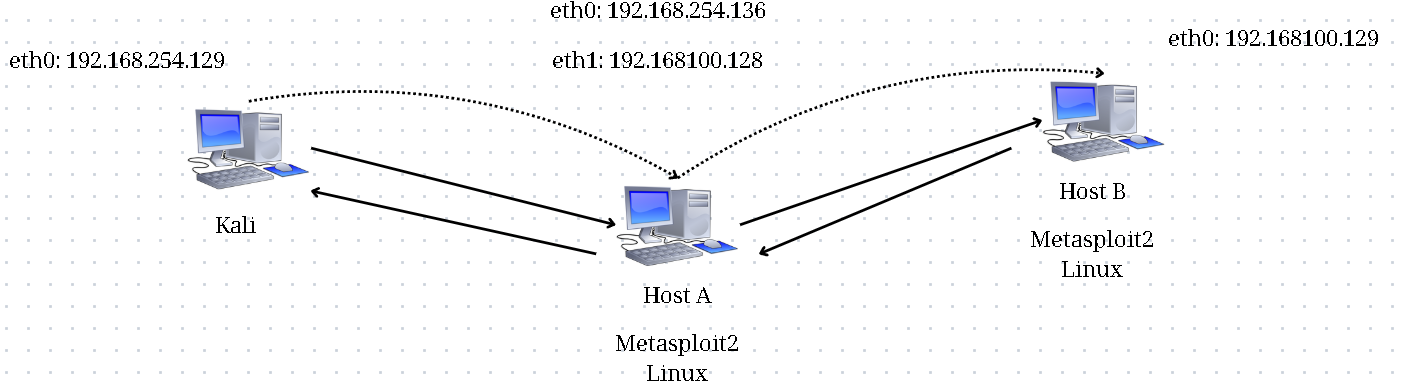 eth0: 192.168.254.136
eth0: 192.168100.129
eth0: 192.168.254.129
eth1: 192.168100.128
Kali
Host A
Metasploit2
Linux
Host B
Metasploit2
Linux